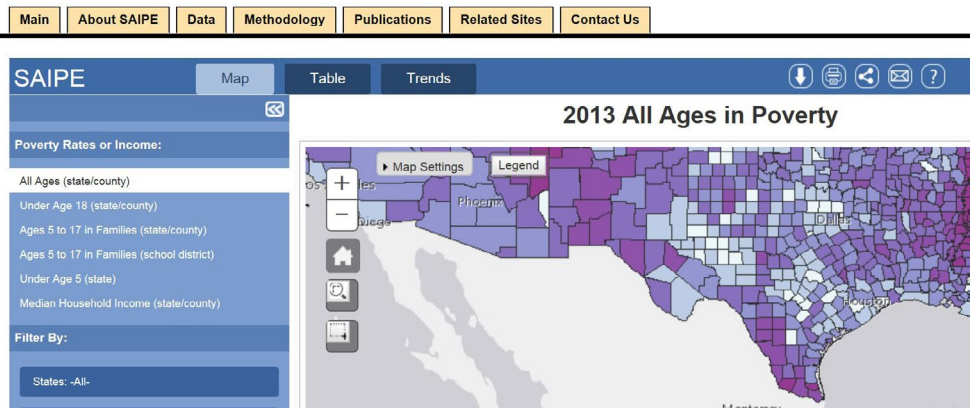 Main About SAIPE Data Methodology Publications Related Sites Contact Us
SAIPE Map Table Trends ?
2013 All Ages in Poverty
Poverty Rates or Income:
All Ages (state/county)
Under Age 18 (state/county)
Ages 5 to 17 in Families (state/county)
Ages 5 to 17 in Families (school district)
Under Age 5 (state)
Median Household Income (state/county)
Filter By:
States: -All-
Map Settings Legend
+
−
Phoenix
Diego
Dallas
Houston
Monterrey